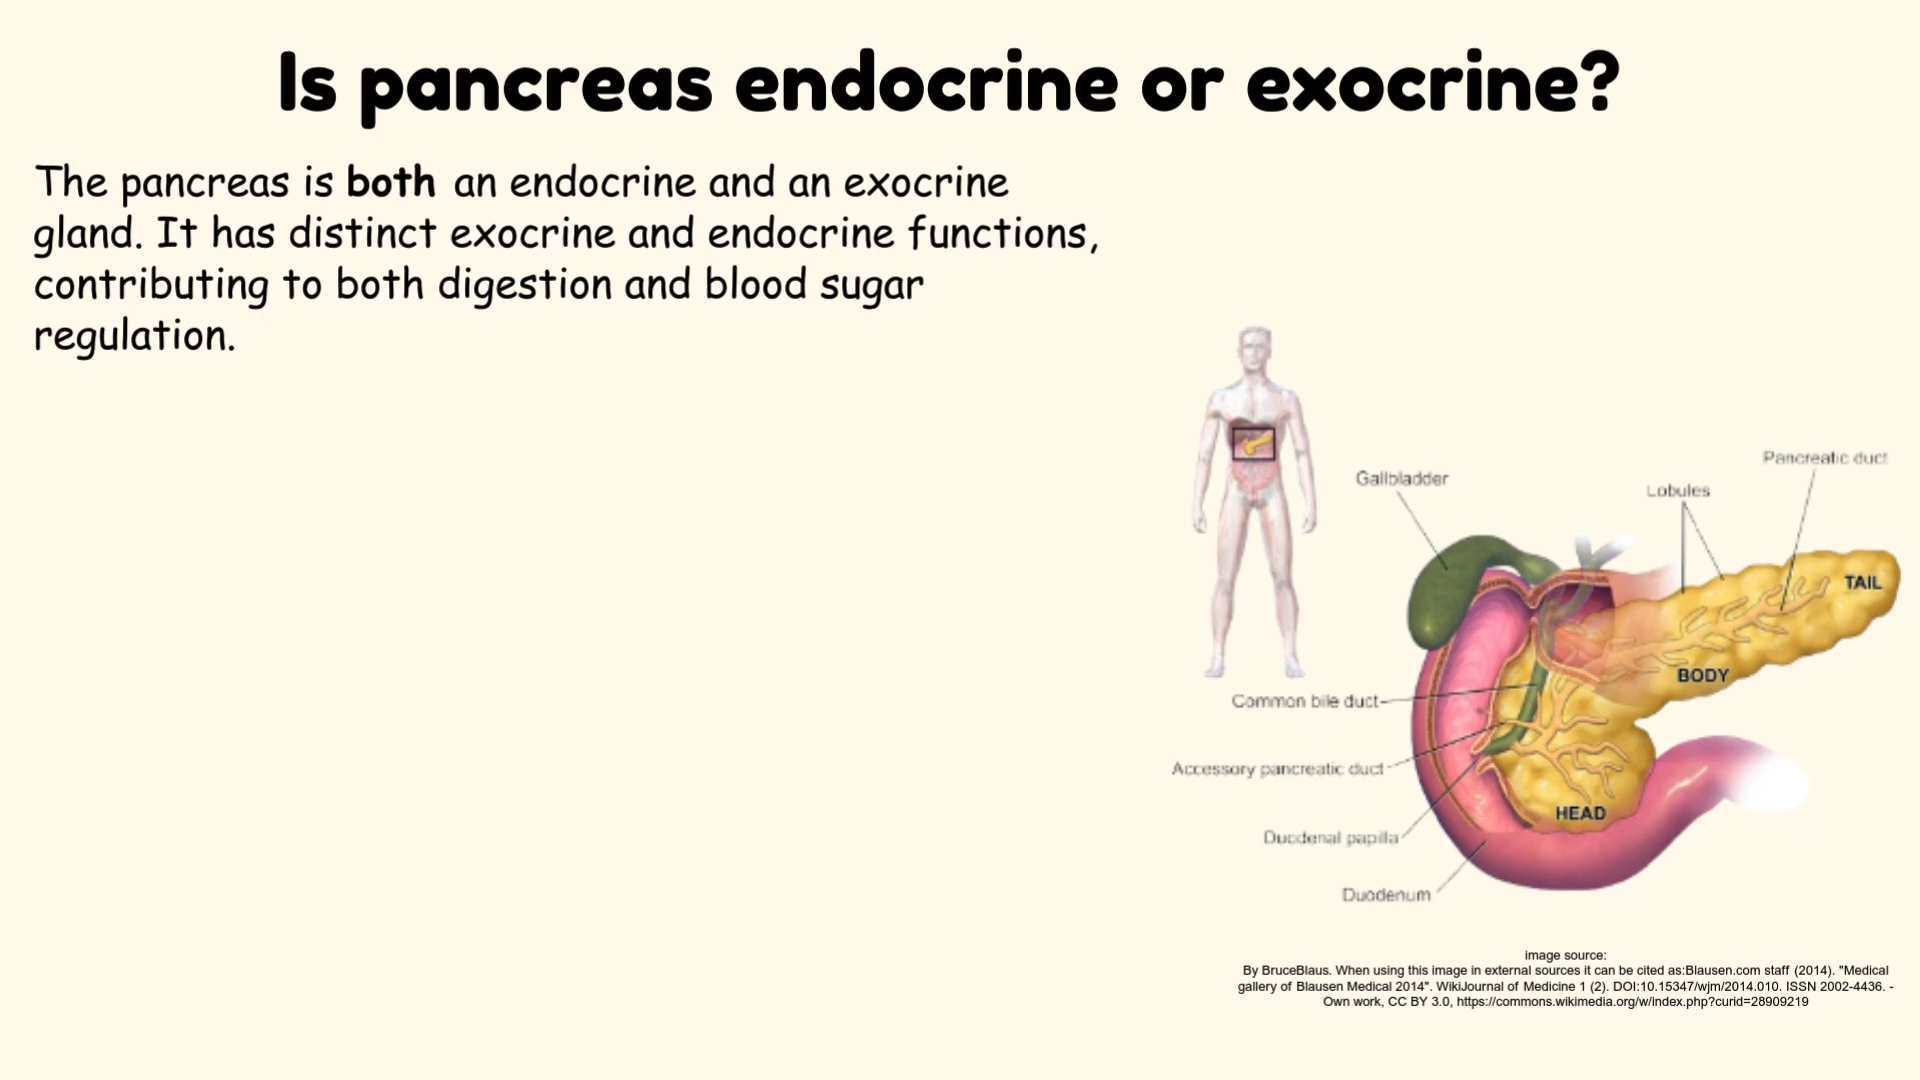 Is pancreas endocrine or exocrine?
The pancreas is both an endocrine and an exocrine
gland. It has distinct exocrine and endocrine functions,
contributing to both digestion and blood sugar
regulation.
Pancreatic duct
Gallbladder
Lobules
TAIL
BODY
Common bile duct
Accessory pancreatic duct
HEAD
Duodenal papilla
Duodenum
image source:
By BruceBlaus. When using this image in external sources it can be cited as:Blausen.com staff (2014). "Medical
gallery of Blausen Medical 2014". WikiJournal of Medicine 1 (2). DOI:10.15347/wjm/2014.010. ISSN 2002-4436. -
Own work, CC BY 3.0, https://commons.wikimedia.org/w/index.php?curid=28909219